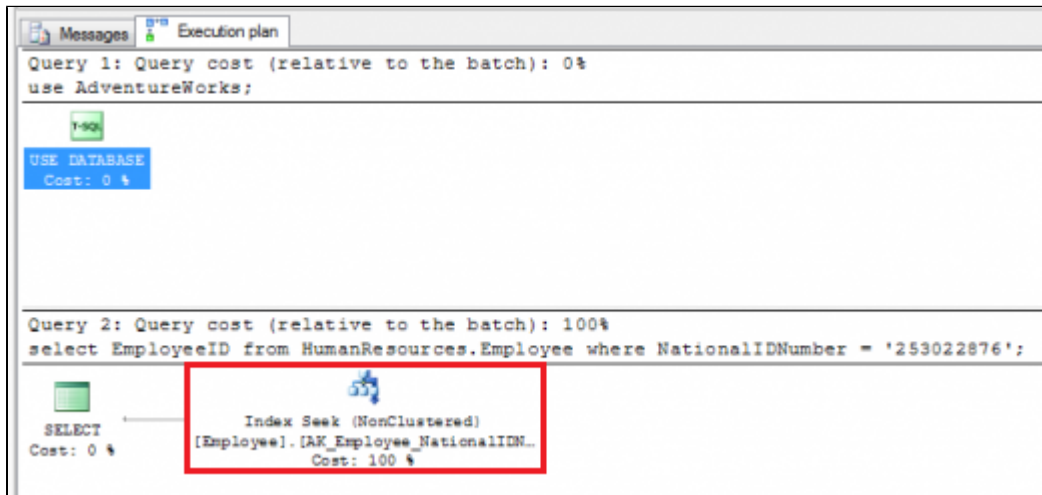 Messages Execution plan
Query 1: Query cost (relative to the batch): 0%
use AdventureWorks;
T-SQL
USE DATABASE
Cost: 0 %
Query 2: Query cost (relative to the batch): 100%
select EmployeeID from HumanResources.Employee where NationalIDNumber = '253022876';
Index Seek (NonClustered)
[Employee].[AK_Employee_NationalIDN…
Cost: 100 %
SELECT
Cost: 0 %